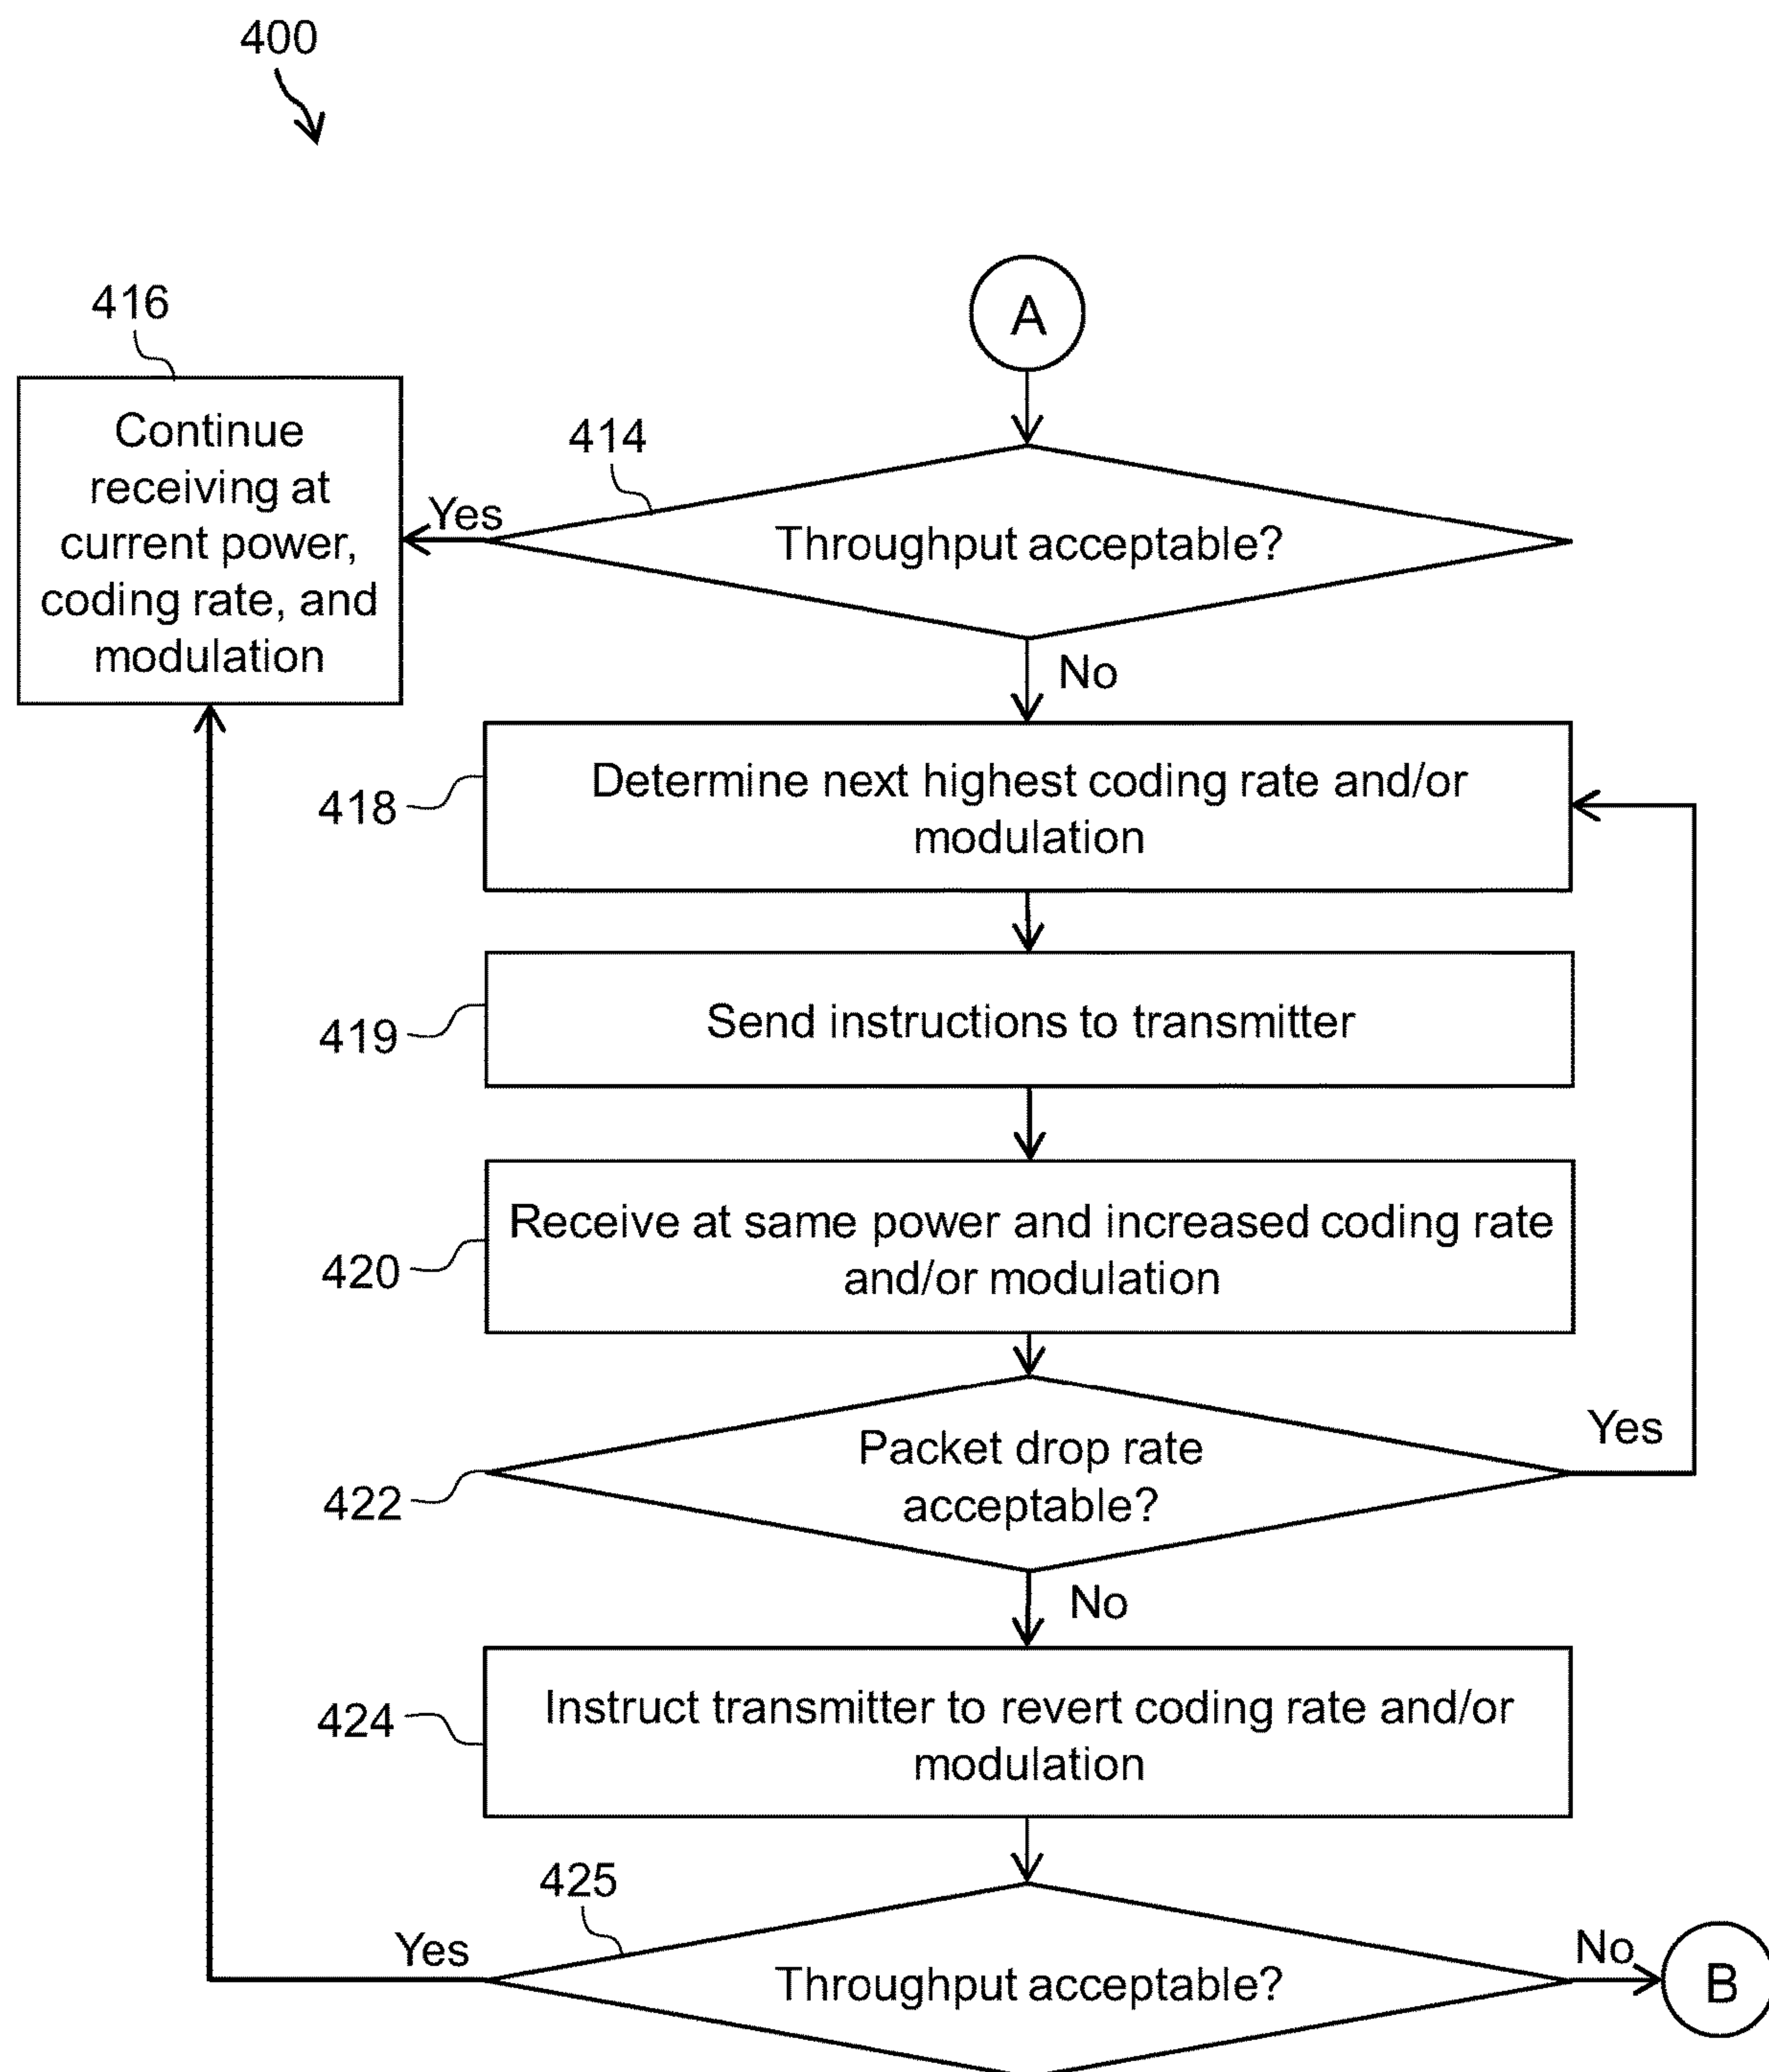 400
A
416
Continue
receiving at
current power,
coding rate, and
modulation
414
Yes
Throughput acceptable?
No
418
Determine next highest coding rate and/or
modulation
419
Send instructions to transmitter
420
Receive at same power and increased coding rate
and/or modulation
422
Packet drop rate
acceptable?
Yes
No
424
Instruct transmitter to revert coding rate and/or
modulation
425
Yes
Throughput acceptable?
No
B